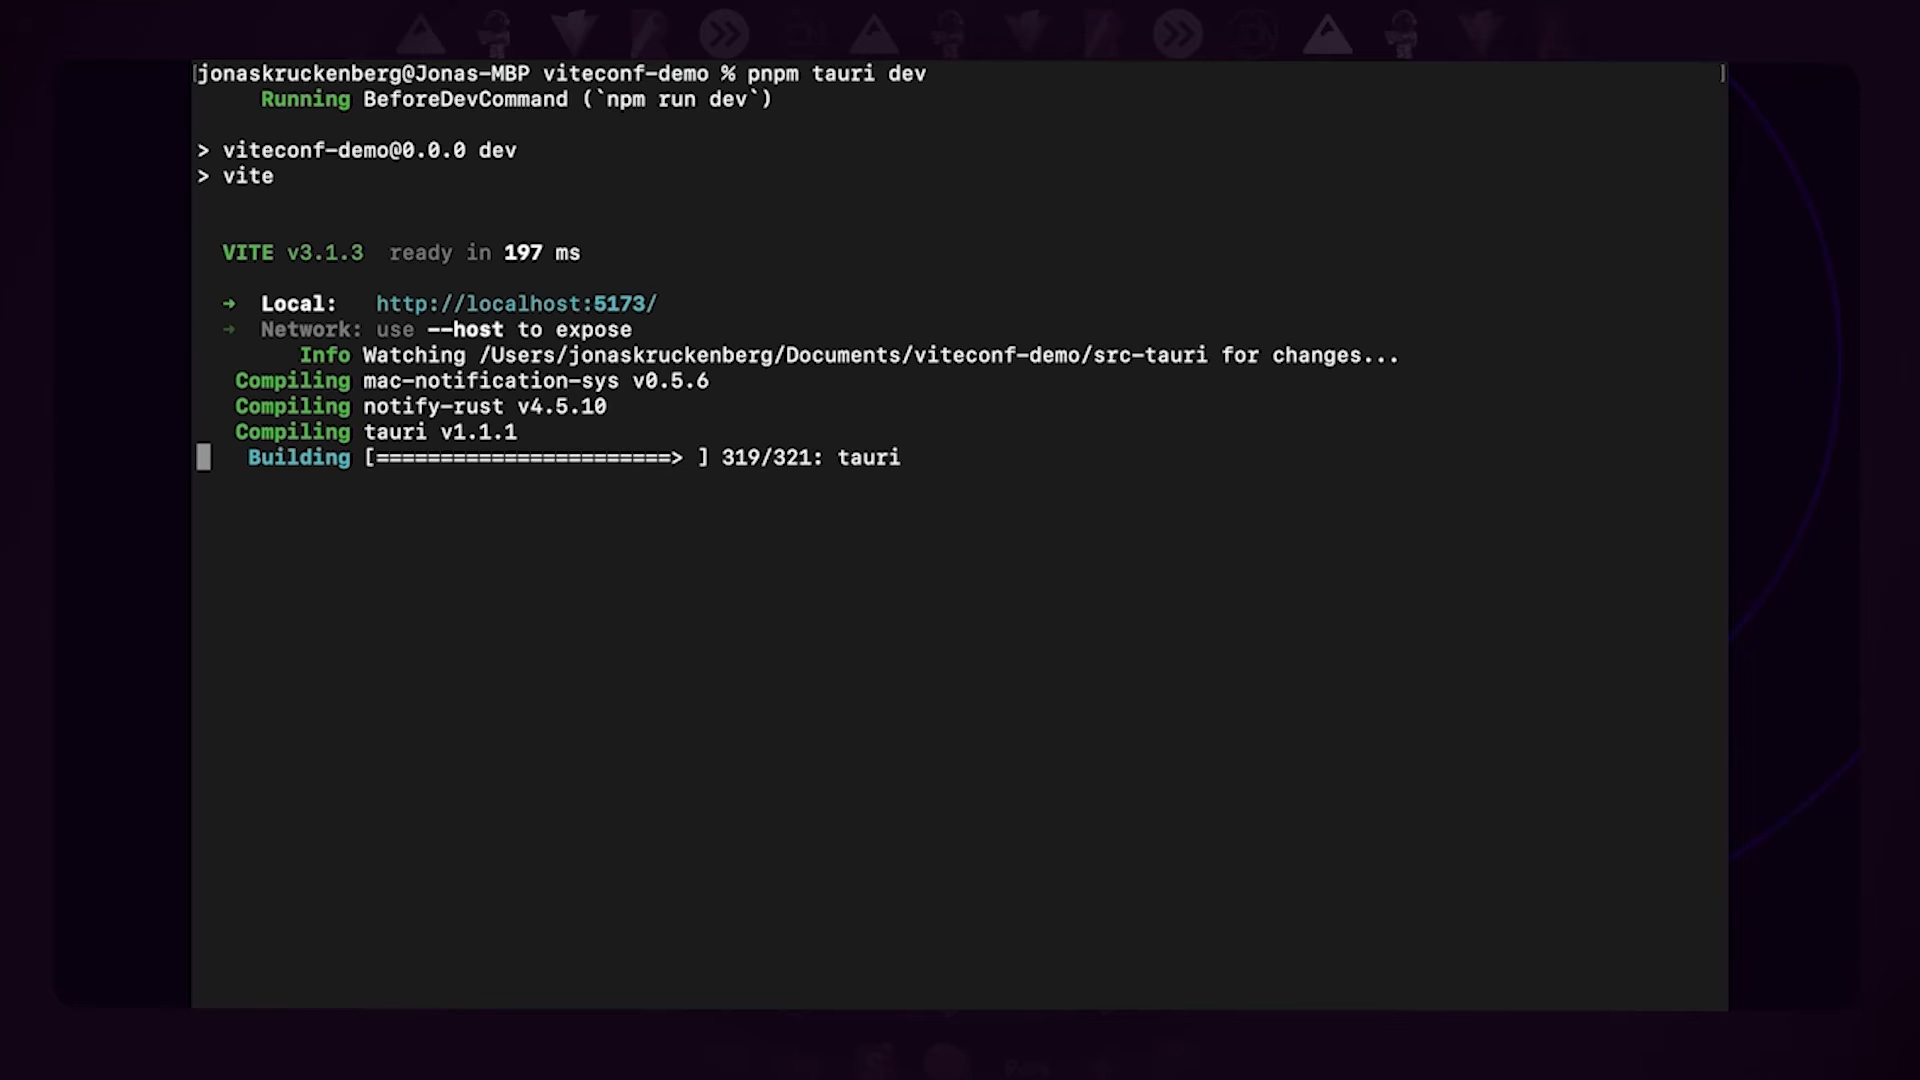 jonaskruckenberg@Jonas-MBP viteconf-demo % pnpm tauri dev
Running BeforeDevCommand (`npm run dev`)
> viteconf-demo@0.0.0 dev
> vite
VITE v3.1.3 ready in 197 ms
➜ Local: http://localhost:5173/
➜ Network: use --host to expose
Info Watching /Users/jonaskruckenberg/Documents/viteconf-demo/src-tauri for changes...
Compiling mac-notification-sys v0.5.6
Compiling notify-rust v4.5.10
Compiling tauri v1.1.1
Building [=======================> ] 319/321: tauri